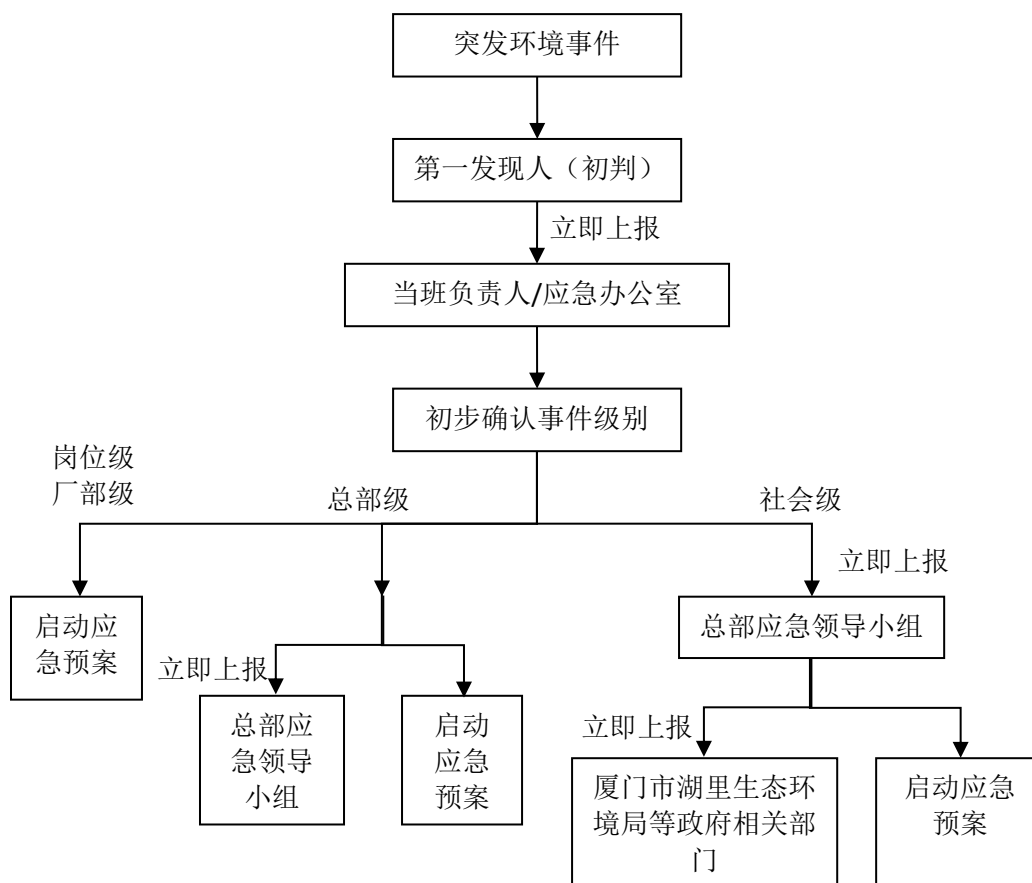 突发环境事件
第一发现人（初判）
立即上报
当班负责人/应急办公室
初步确认事件级别
岗位级
厂部级
总部级
社会级
立即上报
启动应
急预案
总部应急领导小组
立即上报
总部应
急领导
小组
启动
应急
预案
立即上报
厦门市湖里生态环
境局等政府相关部
门
启动应急
预案